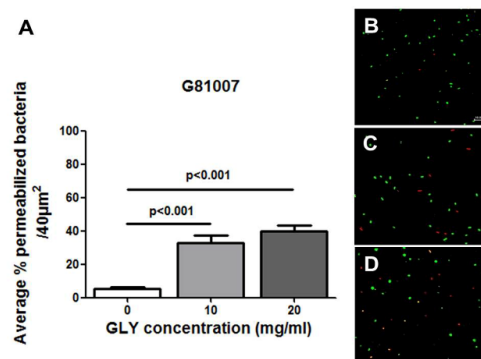 A
G81007
Average % permeabilized bacteria
/40µm²
100
80
60
40
20
0
p<0.001
p<0.001
0
10
20
GLY concentration (mg/ml)
B
C
D